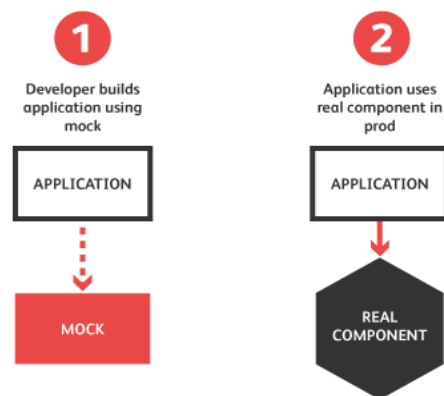 1
Developer builds
application using
mock
APPLICATION
MOCK
2
Application uses
real component in
prod
APPLICATION
REAL
COMPONENT